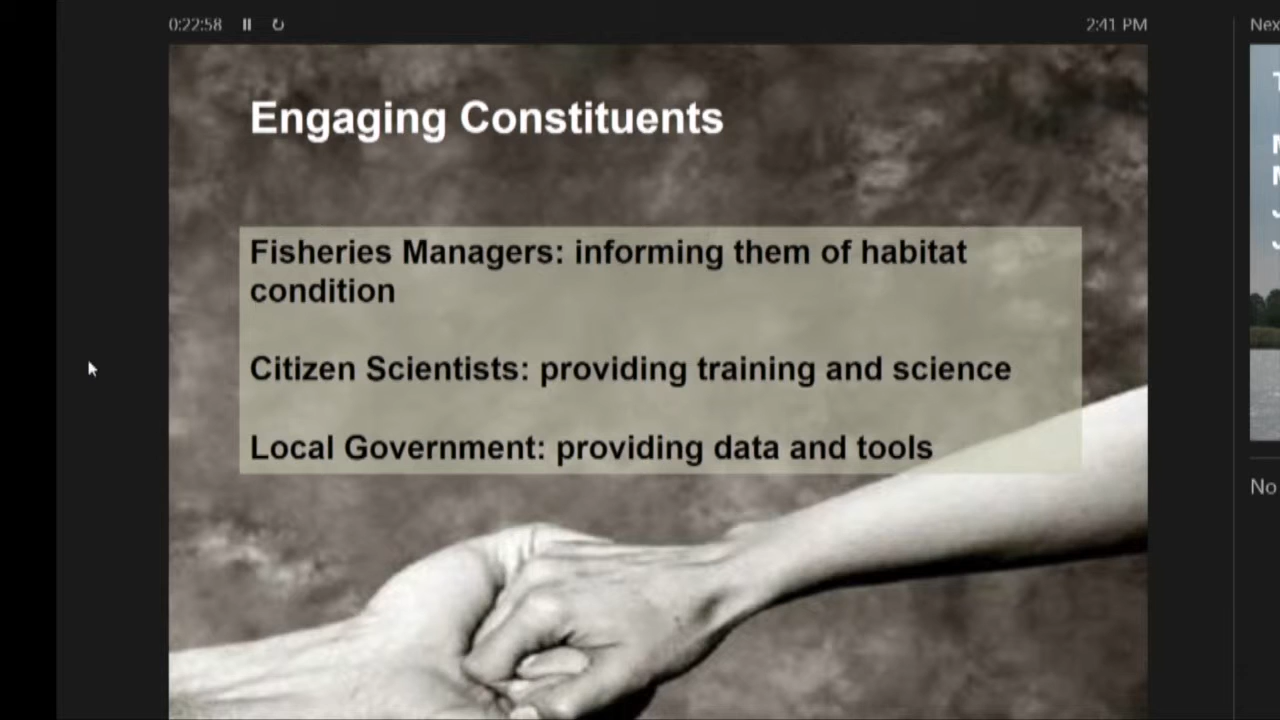 0:22:58
2:41 PM
Engaging Constituents
Fisheries Managers: informing them of habitat
condition
Citizen Scientists: providing training and science
Local Government: providing data and tools
No